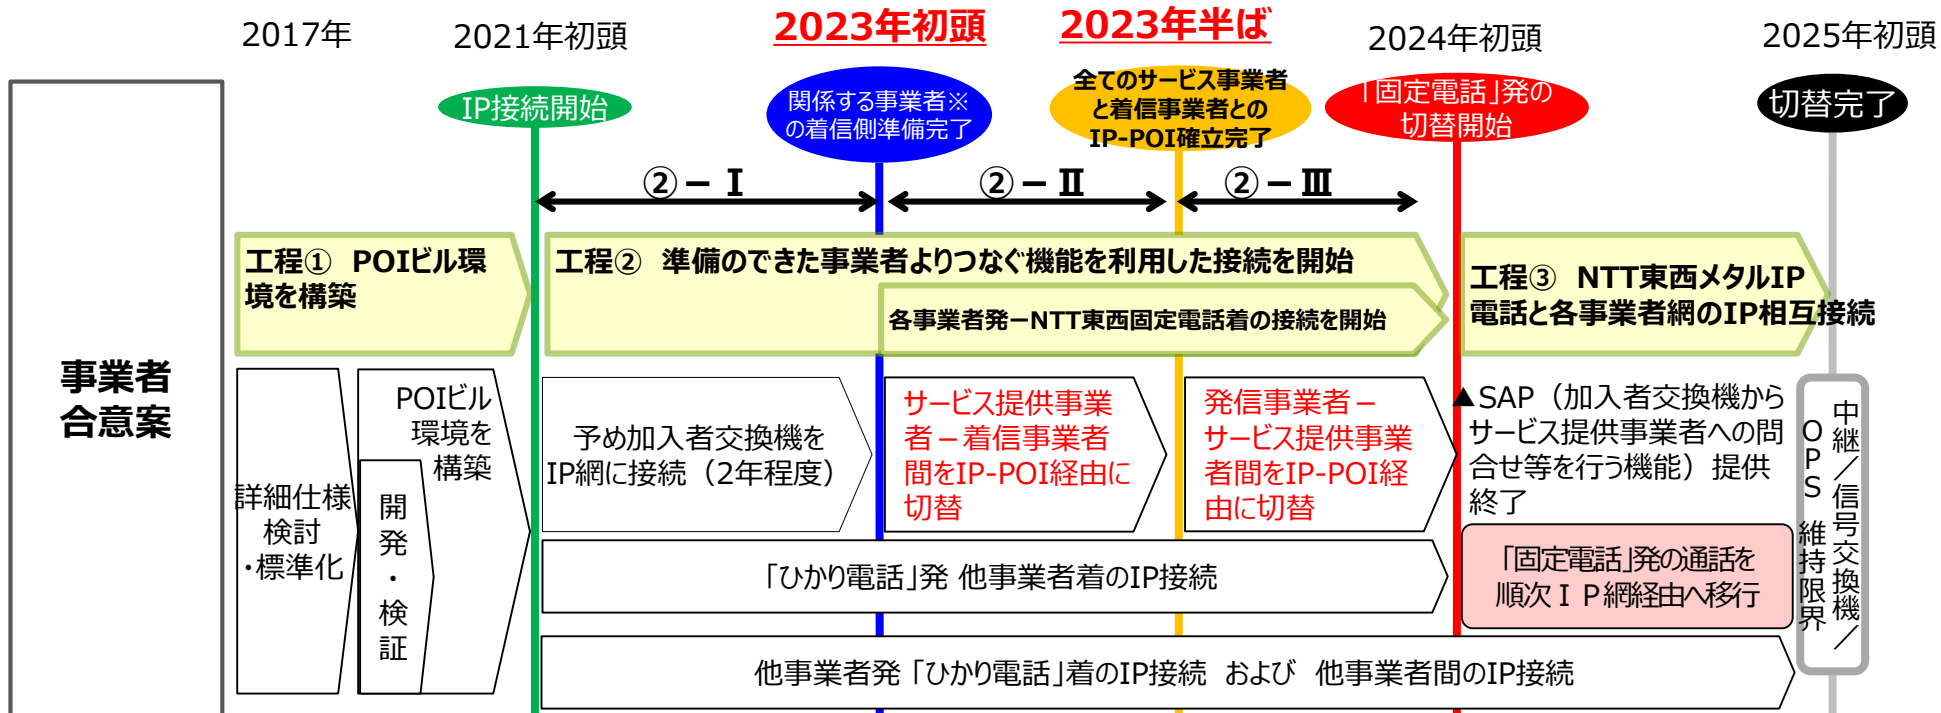 2017年
2021年初頭
2023年初頭
2023年半ば
2024年初頭
2025年初頭
IP接続開始
関係する事業者※
の着信側準備完了
全てのサービス事業者
と着信事業者との
IP-POI確立完了
「固定電話」発の
切替開始
切替完了
②－Ⅰ
②－Ⅱ
②－Ⅲ
事業者
合意案
工程①　POIビル環
境を構築
工程②　準備のできた事業者よりつなぐ機能を利用した接続を開始
各事業者発－NTT東西固定電話着の接続を開始
工程③　NTT東西メタルIP
電話と各事業者網のIP相互接続
詳細仕様
検討
・標準化
POIビル
環境を
構築
開発・検証
予め加入者交換機を
IP網に接続（2年程度）
サービス提供事業
者－着信事業者
間をIP-POI経由に
切替
発信事業者－
サービス提供事業
者間をIP-POI経
由に切替
▲SAP（加入者交換機から
サービス提供事業者への問
合せ等を行う機能）提供
終了
「ひかり電話」発 他事業者着のIP接続
「固定電話」発の通話を
順次ＩＰ網経由へ移行
他事業者発「ひかり電話」着のIP接続 および 他事業者間のIP接続
中継／信号交換機／
OPS 維持限界